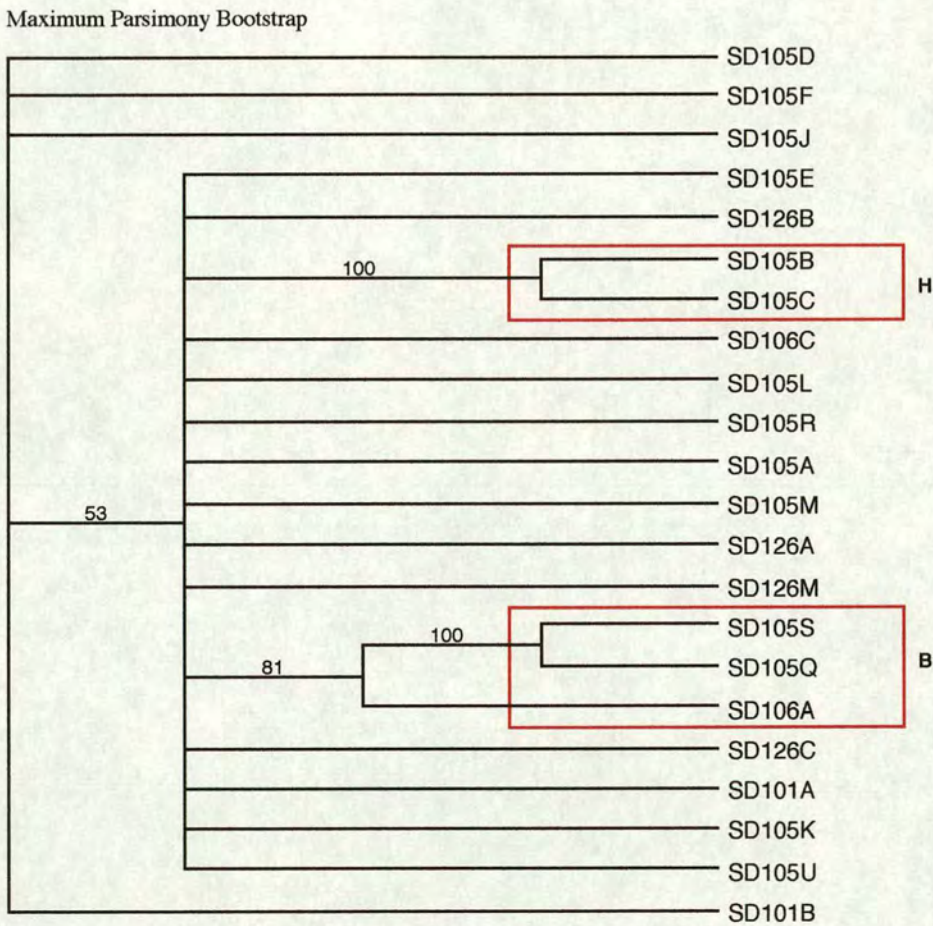 Maximum Parsimony Bootstrap
SD105D
SD105F
SD105J
SD105E
SD126B
SD105B
100
SD105C
H
SD106C
SD105L
SD105R
SD105A
SD105M
53
SD126A
SD126M
SD105S
100
SD105Q
B
81
SD106A
SD126C
SD101A
SD105K
SD105U
SD101B